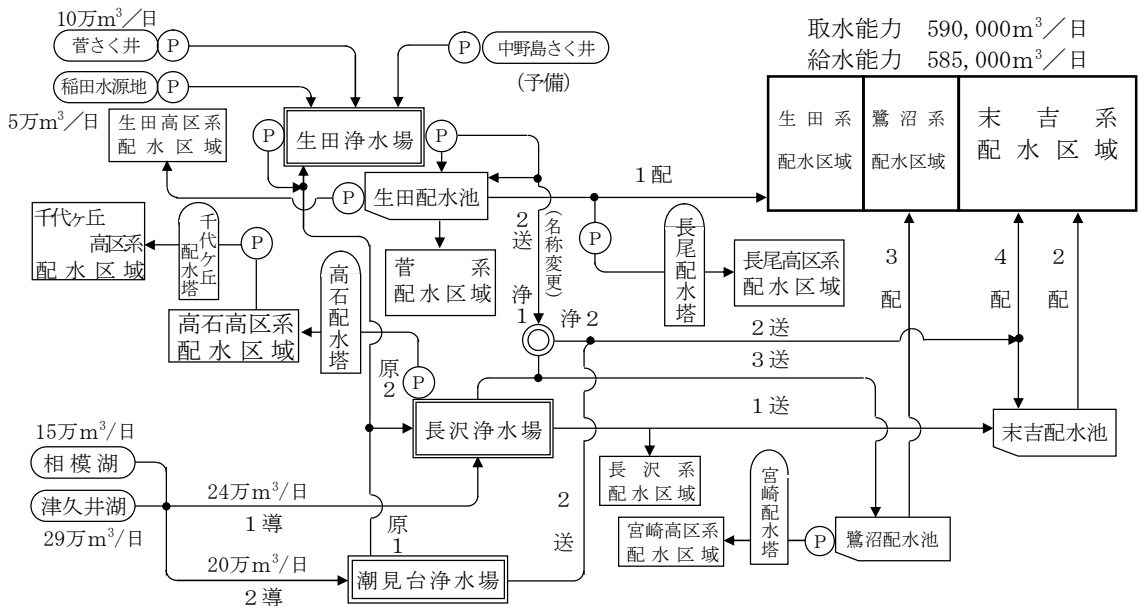 10万m³／日
菅さく井
P
P
中野島さく井
(予備)
取水能力　590,000m³／日
給水能力　585,000m³／日
稲田水源地
P
5万m³／日
生田高区系
配水区域
P
生田浄水場
P
生田系
配水区域
鷺沼系
配水区域
末吉系
配水区域
P
生田配水池
1配
千代ヶ丘
高区系
配水区域
千代ヶ丘配水塔
P
菅系
配水区域
2送
(名称変更)
P
長尾配水塔
長尾高区系
配水区域
3配
4配
2配
高石高区系
配水区域
高石配水塔
浄1
浄2
2送
原2
P
3送
長沢浄水場
1送
末吉配水池
15万m³/日
相模湖
津久井湖
29万m³/日
24万m³/日
1導
原1
長沢系
配水区域
2送
宮崎高区系
配水区域
宮崎配水塔
P
鷺沼配水池
20万m³/日
2導
潮見台浄水場